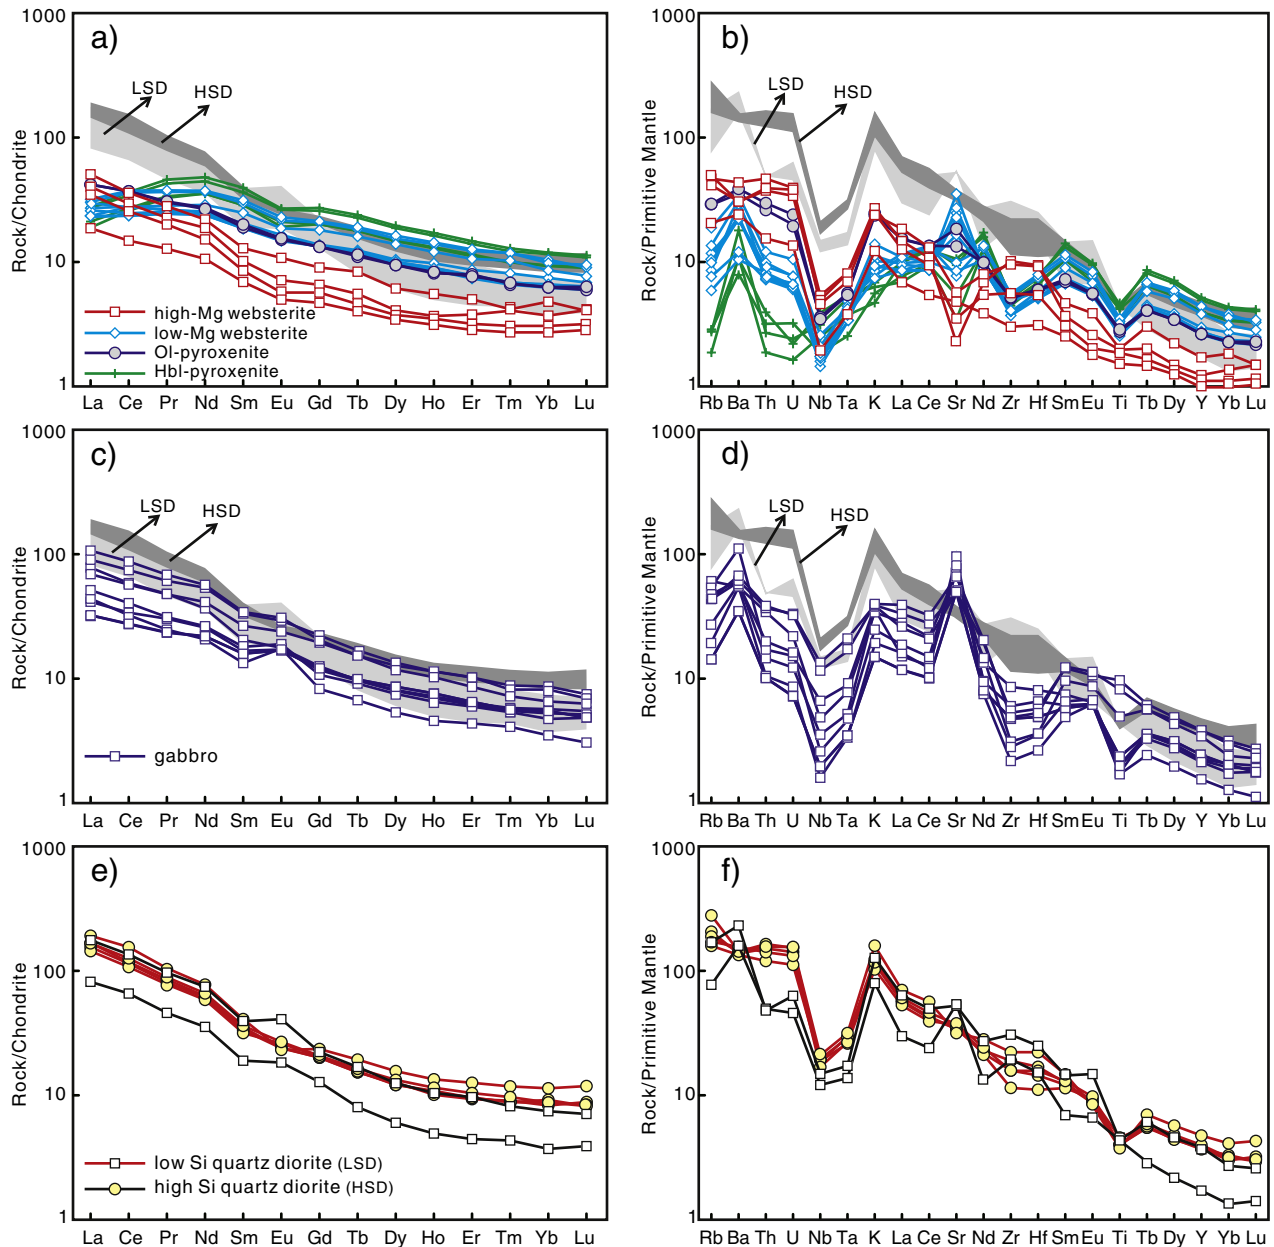 a)
1000
100
10
1
Rock/Chondrite
LSD
HSD
high-Mg websterite
low-Mg websterite
Ol-pyroxenite
Hbl-pyroxenite
La Ce Pr Nd Sm Eu Gd Tb Dy Ho Er Tm Yb Lu
b)
1000
100
10
1
Rock/Primitive Mantle
LSD
HSD
Rb Ba Th U Nb Ta K La Ce Sr Nd Zr Hf Sm Eu Ti Tb Dy Y Yb Lu
c)
1000
100
10
1
Rock/Chondrite
LSD
HSD
gabbro
La Ce Pr Nd Sm Eu Gd Tb Dy Ho Er Tm Yb Lu
d)
1000
100
10
1
Rock/Primitive Mantle
LSD
HSD
Rb Ba Th U Nb Ta K La Ce Sr Nd Zr Hf Sm Eu Ti Tb Dy Y Yb Lu
e)
1000
100
10
1
Rock/Chondrite
low Si quartz diorite (LSD)
high Si quartz diorite (HSD)
La Ce Pr Nd Sm Eu Gd Tb Dy Ho Er Tm Yb Lu
f)
1000
100
10
1
Rock/Primitive Mantle
Rb Ba Th U Nb Ta K La Ce Sr Nd Zr Hf Sm Eu Ti Tb Dy Y Yb Lu